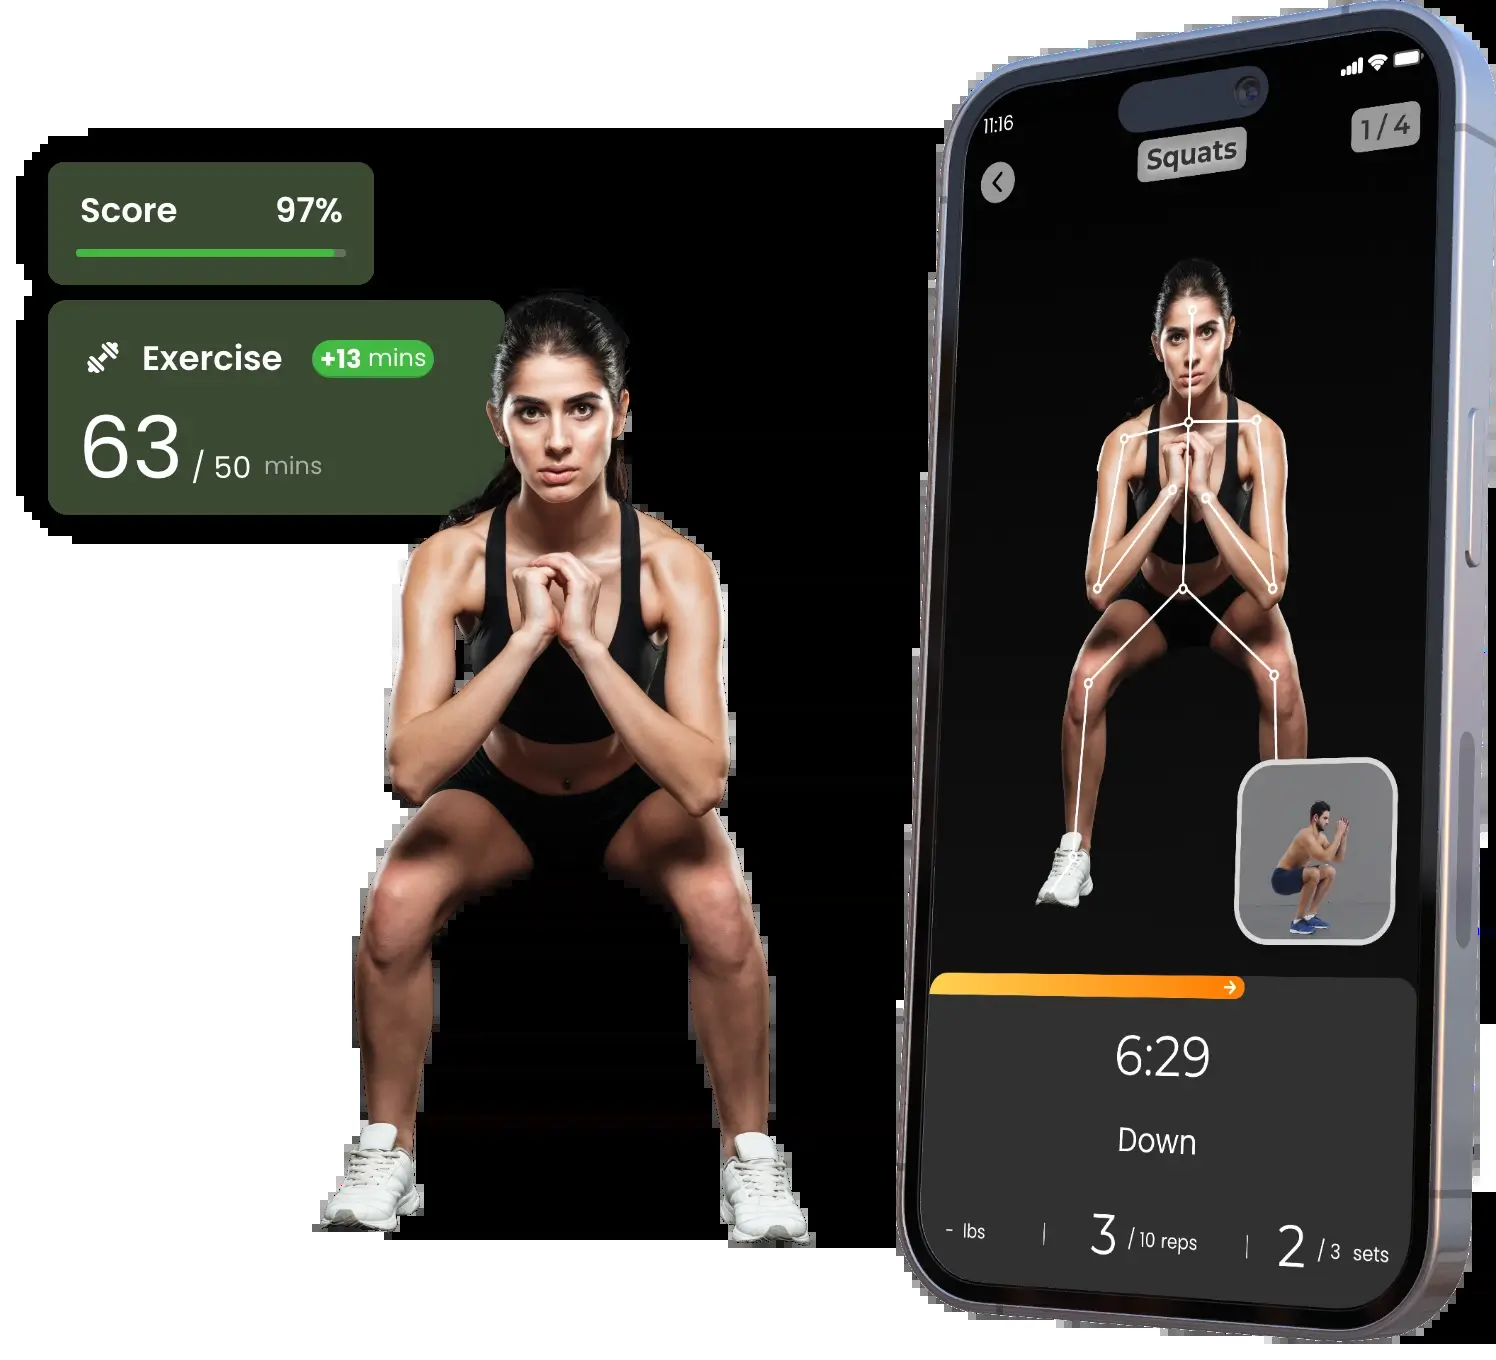 Score 97%
Exercise +13 mins
63 / 50 mins
11:16
Squats
1 / 4
6:29
Down
- lbs | 3 / 10 reps | 2 / 3 sets